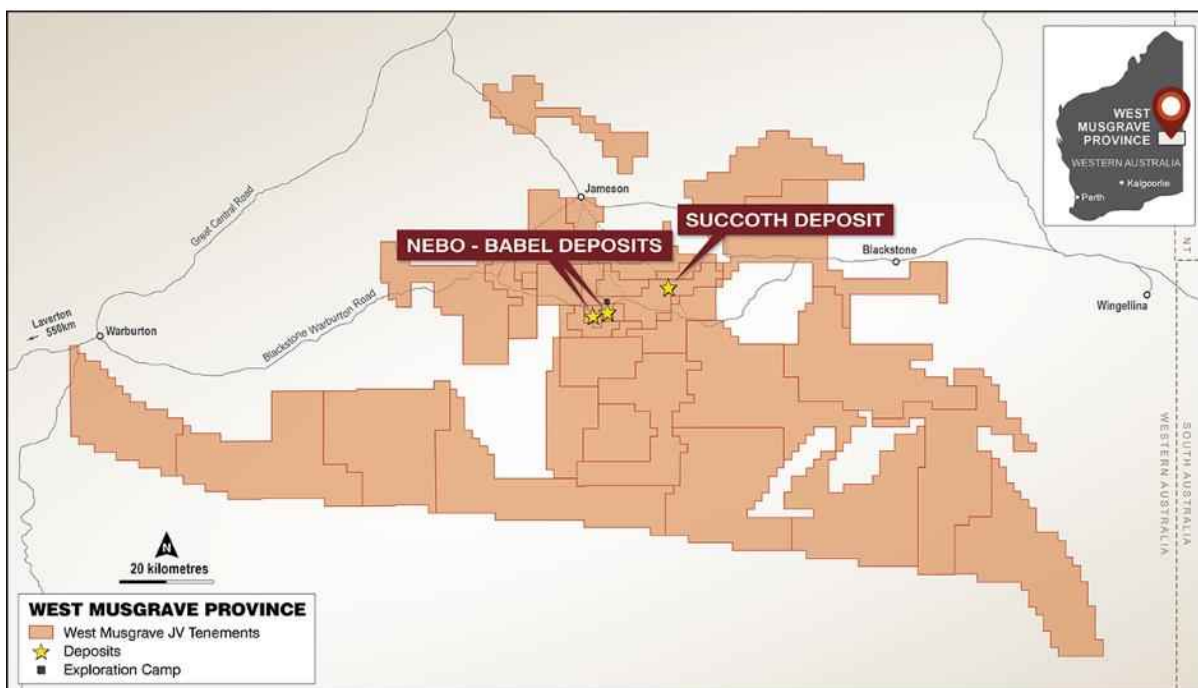 WEST
MUSGRAVE
PROVINCE
WESTERN AUSTRALIA
Kalgoorlie
Perth
Great Central Road
Jameson
SUCCOTH DEPOSIT
NEBO - BABEL DEPOSITS
Blackstone
NT
Wingellina
Laverton
550km
Warburton
Blackstone Warburton Road
WESTERN AUSTRALIA
SOUTH AUSTRALIA
N
20 kilometres
WEST MUSGRAVE PROVINCE
West Musgrave JV Tenements
Deposits
Exploration Camp